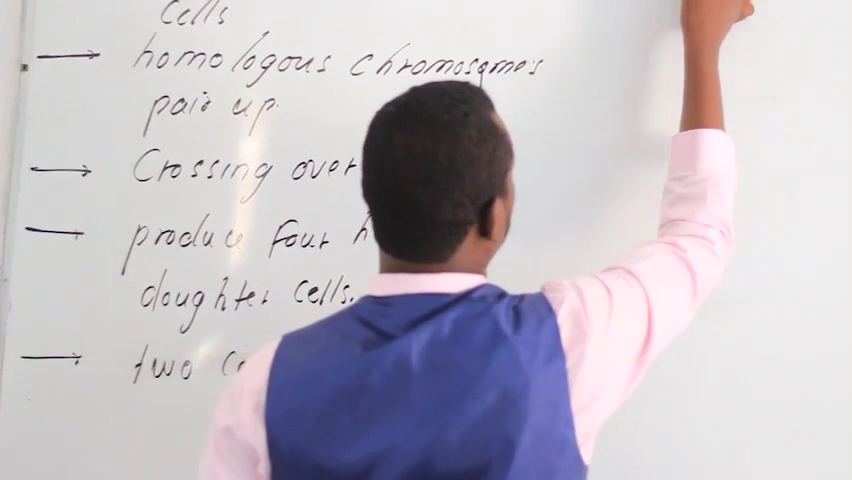 Cells
homologous chromosomes
pair up.
Crossing over
produce four
daughter cells.
two